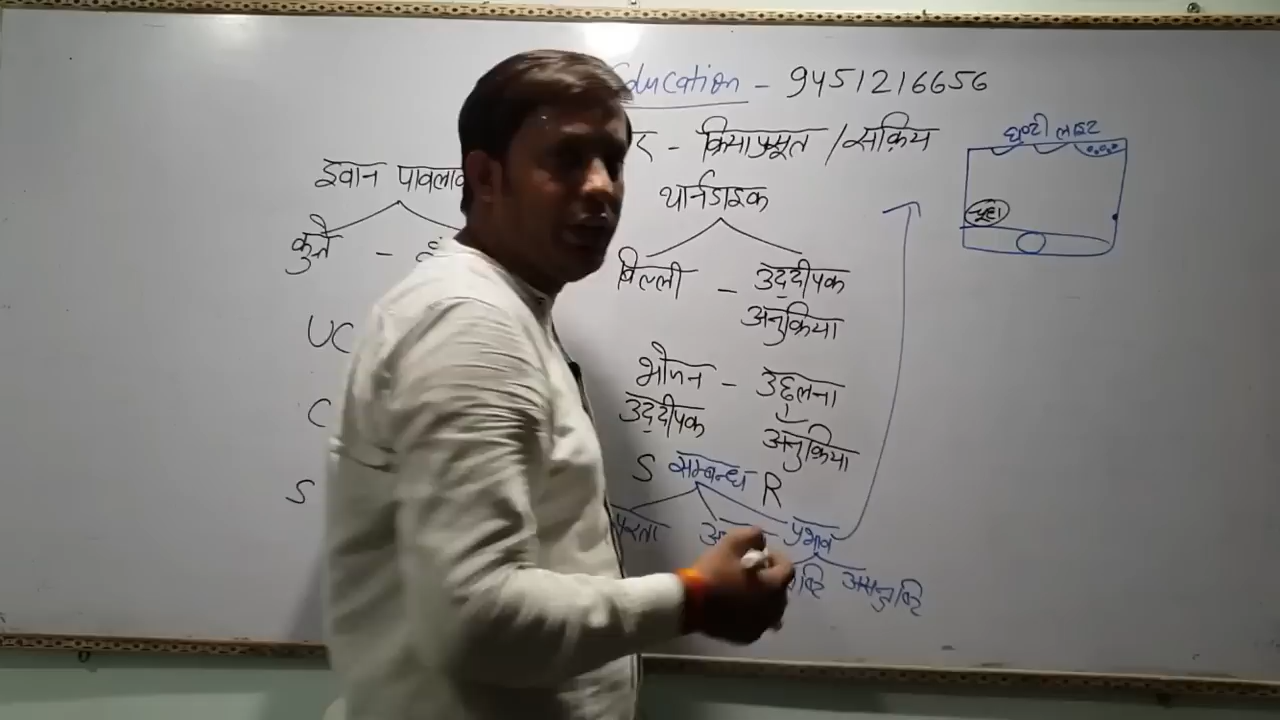 Education - 9451216656
र - क्रियाप्रसूत / सक्रिय
घण्टी लाइट
चूहा
इवान पावलाव
थार्नडाइक
कुत्ते -
बिल्ली - उद्दीपक
अनुक्रिया
UC
भोजन - उछलना
C
उद्दीपक अनुक्रिया
S
S सम्बन्ध R
प्रभाव